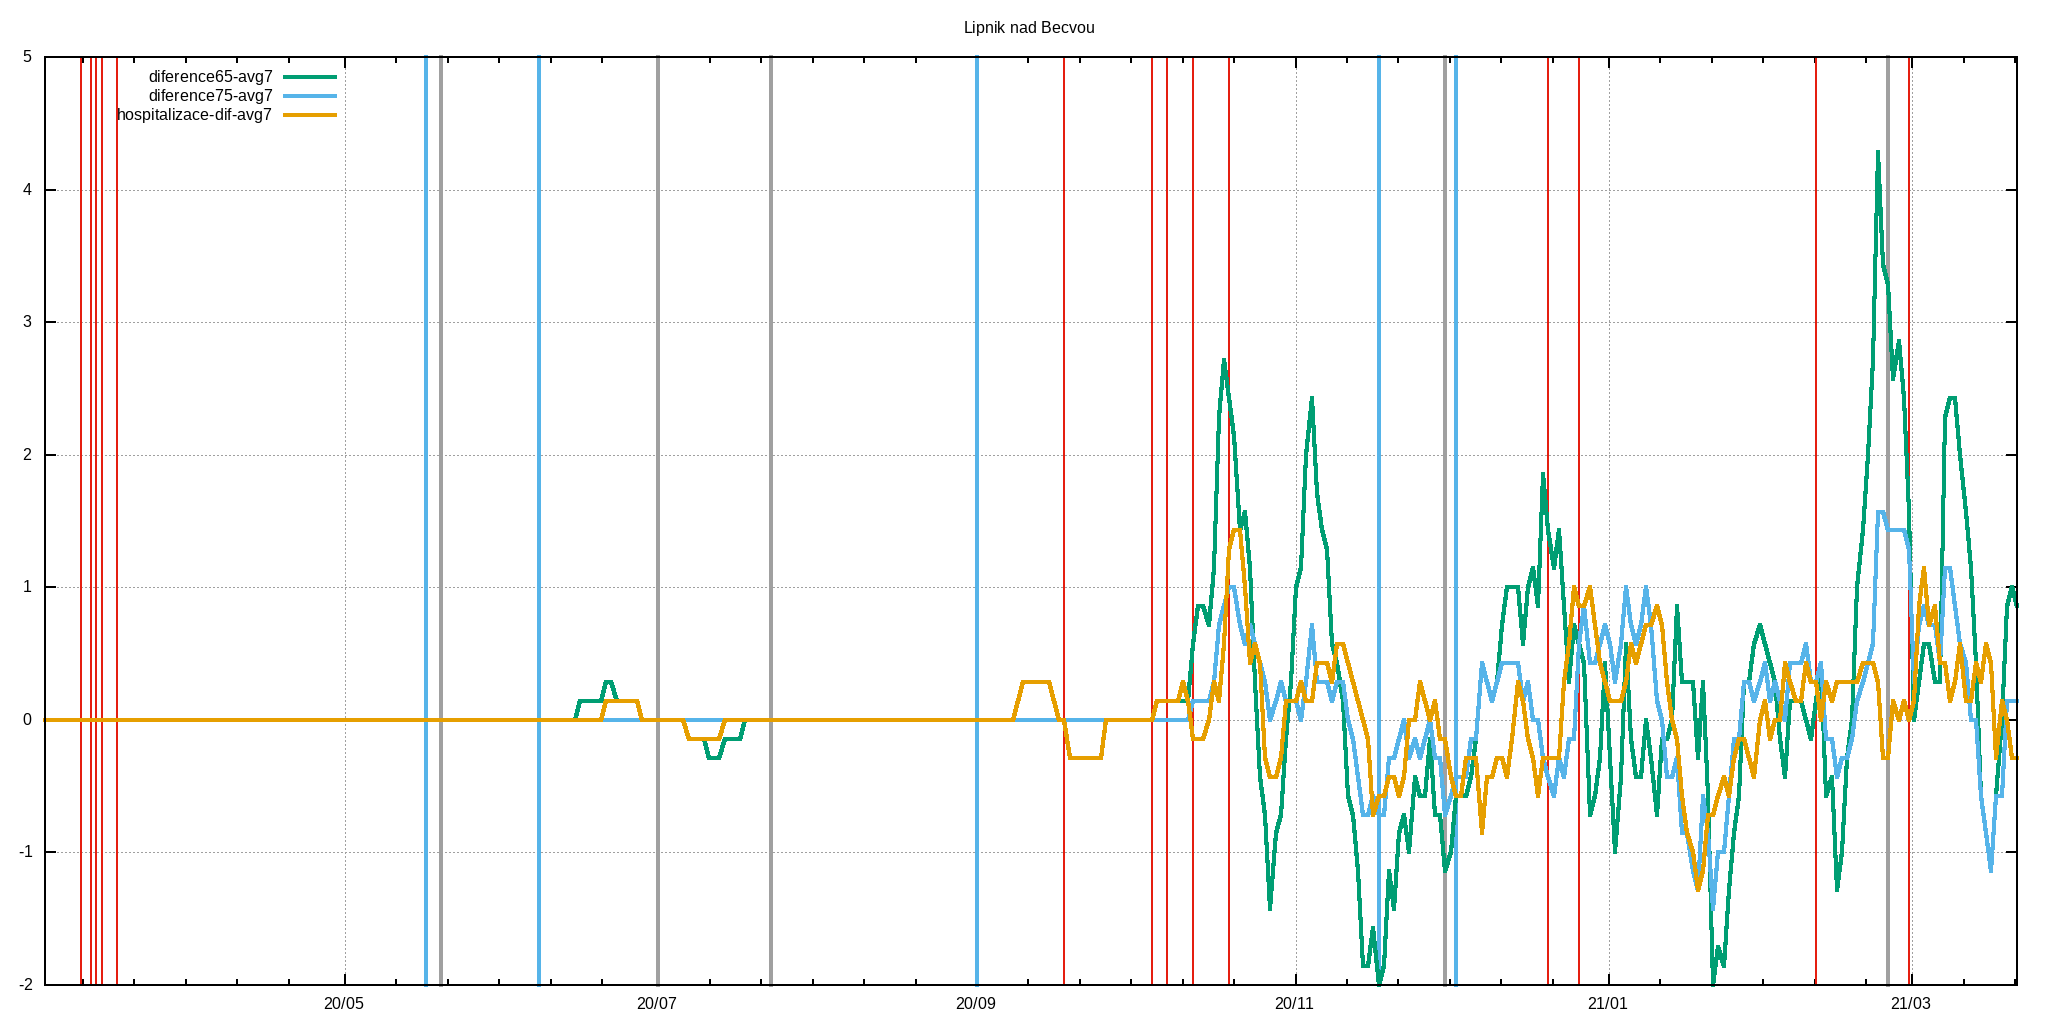 Lipnik nad Becvou
5
diference65-avg7
diference75-avg7
hospitalizace-dif-avg7
4
3
2
1
0
-1
-2
20/05 20/07 20/09 20/11 21/01 21/03